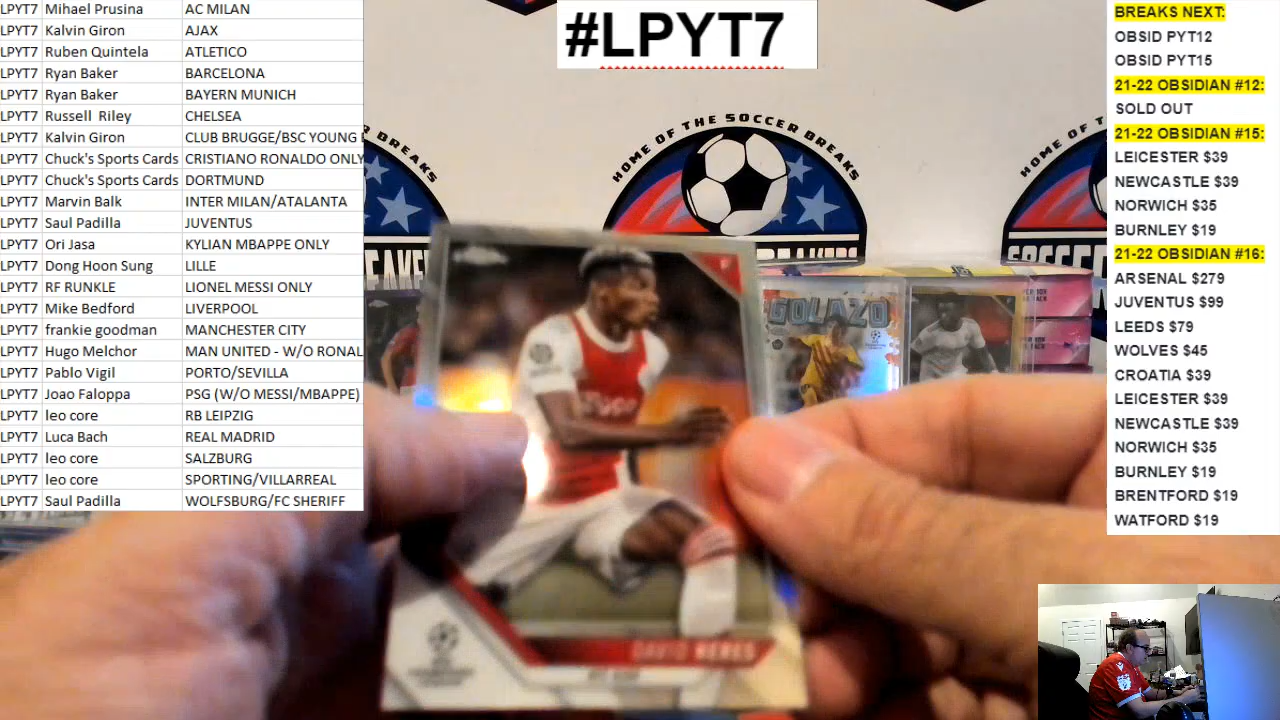 LPYT7 Mihael Prusina AC MILAN
LPYT7 Kalvin Giron AJAX
LPYT7 Ruben Quintela ATLETICO
LPYT7 Ryan Baker BARCELONA
LPYT7 Ryan Baker BAYERN MUNICH
LPYT7 Russell Riley CHELSEA
LPYT7 Kalvin Giron CLUB BRUGGE/BSC YOUNG
LPYT7 Chuck's Sports Cards CRISTIANO RONALDO ONLY
LPYT7 Chuck's Sports Cards DORTMUND
LPYT7 Marvin Balk INTER MILAN/ATALANTA
LPYT7 Saul Padilla JUVENTUS
LPYT7 Ori Jasa KYLIAN MBAPPE ONLY
LPYT7 Dong Hoon Sung LILLE
LPYT7 RF RUNKLE LIONEL MESSI ONLY
LPYT7 Mike Bedford LIVERPOOL
LPYT7 frankie goodman MANCHESTER CITY
LPYT7 Hugo Melchor MAN UNITED - W/O RONAL
LPYT7 Pablo Vigil PORTO/SEVILLA
LPYT7 Joao Faloppa PSG (W/O MESSI/MBAPPE)
LPYT7 leo core RB LEIPZIG
LPYT7 Luca Bach REAL MADRID
LPYT7 leo core SALZBURG
LPYT7 leo core SPORTING/VILLARREAL
LPYT7 Saul Padilla WOLFSBURG/FC SHERIFF
#LPYT7
HOME OF THE SOCCER BREAKS
BREAKS
HOME OF THE
SOCCER
GOLAZO
DAVID NERES
BREAKS NEXT:
OBSID PYT12
OBSID PYT15
21-22 OBSIDIAN #12:
SOLD OUT
21-22 OBSIDIAN #15:
LEICESTER $39
NEWCASTLE $39
NORWICH $35
BURNLEY $19
21-22 OBSIDIAN #16:
ARSENAL $279
JUVENTUS $99
LEEDS $79
WOLVES $45
CROATIA $39
LEICESTER $39
NEWCASTLE $39
NORWICH $35
BURNLEY $19
BRENTFORD $19
WATFORD $19